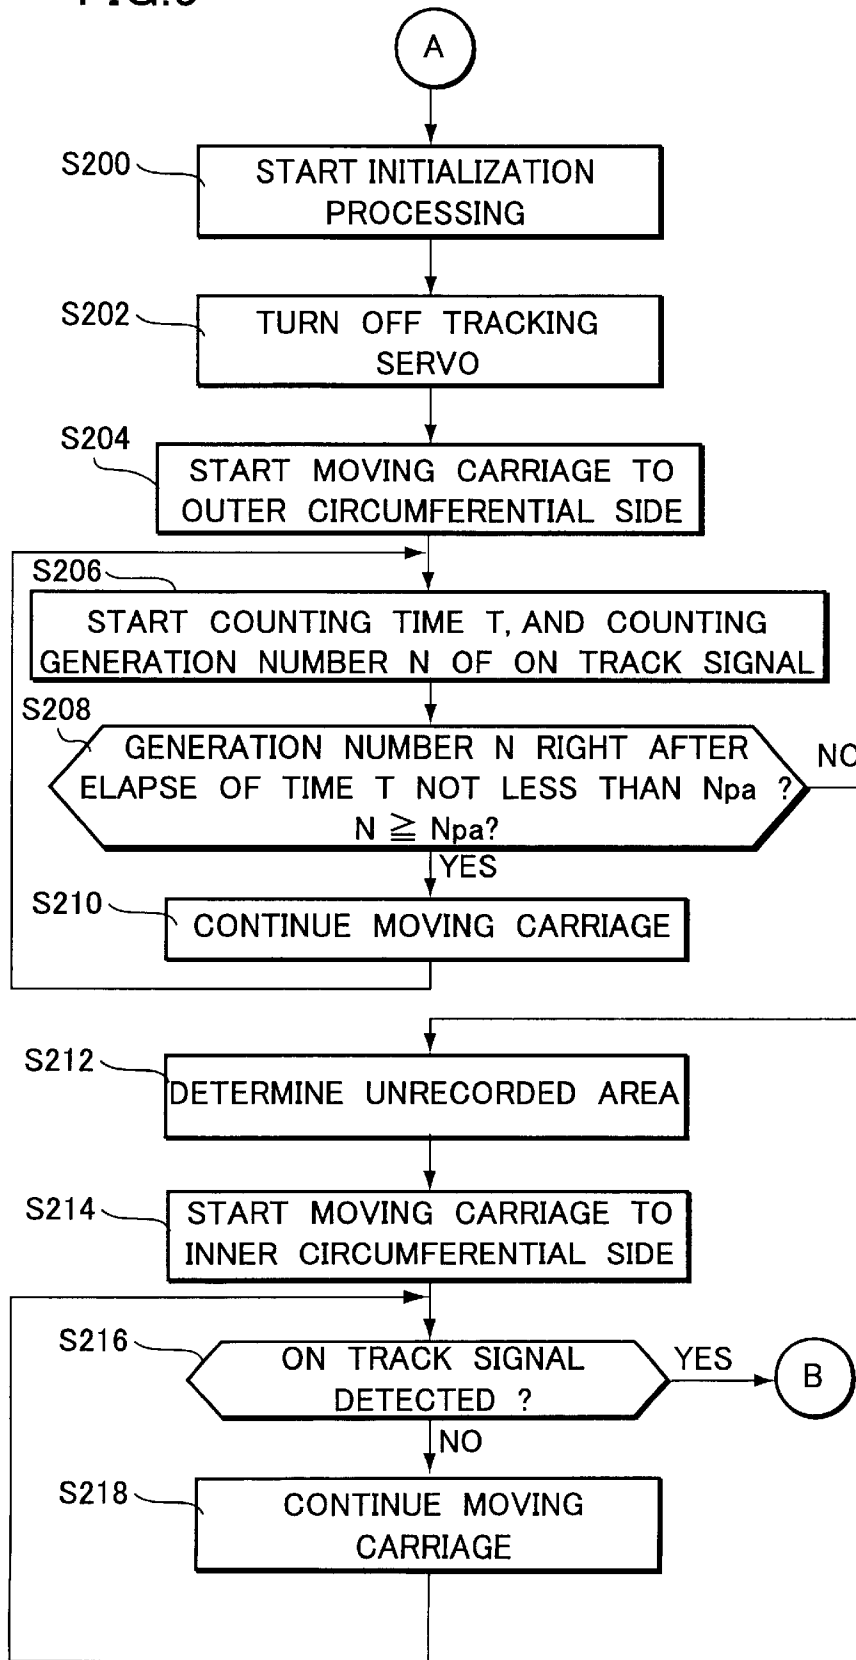 A
S200
START INITIALIZATION
PROCESSING
S202
TURN OFF TRACKING
SERVO
S204
START MOVING CARRIAGE TO
OUTER CIRCUMFERENTIAL SIDE
S206
START COUNTING TIME T, AND COUNTING
GENERATION NUMBER N OF ON TRACK SIGNAL
S208
GENERATION NUMBER N RIGHT AFTER
ELAPSE OF TIME T NOT LESS THAN Npa ?
N ≧ Npa?
NO
YES
S210
CONTINUE MOVING CARRIAGE
S212
DETERMINE UNRECORDED AREA
S214
START MOVING CARRIAGE TO
INNER CIRCUMFERENTIAL SIDE
S216
ON TRACK SIGNAL
DETECTED ?
YES
B
NO
S218
CONTINUE MOVING
CARRIAGE